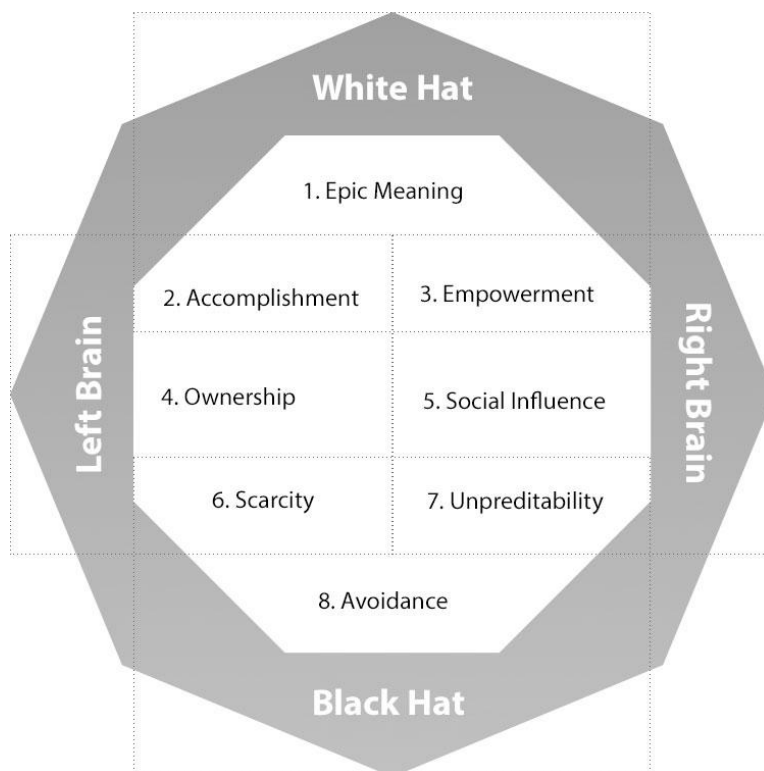 White Hat
1. Epic Meaning
2. Accomplishment
3. Empowerment
Left Brain
Right Brain
4. Ownership
5. Social Influence
6. Scarcity
7. Unpreditability
8. Avoidance
Black Hat